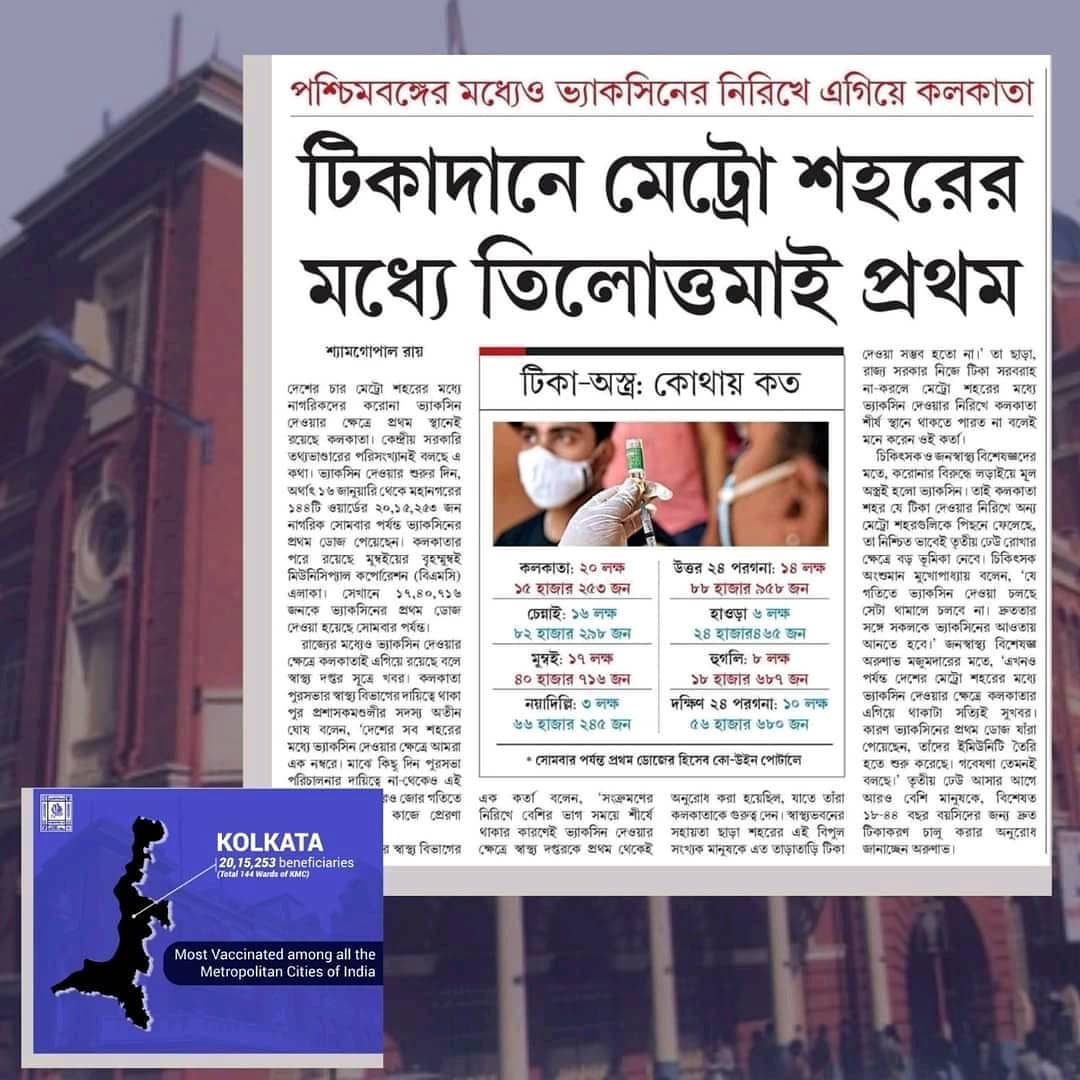 পশ্চিমবঙ্গের মধ্যেও ভ্যাকসিনের নিরিখে এগিয়ে কলকাতা
টিকাদানে মেট্রো শহরের
মধ্যে তিলোত্তমাই প্রথম
শ্যামগোপাল রায়
দেশের চার মেট্রো শহরের মধ্যে
নাগরিকদের করোনা ভ্যাকসিন
দেওয়ার ক্ষেত্রে প্রথম স্থানেই
রয়েছে কলকাতা। কেন্দ্রীয় সরকারি
তথ্যভাণ্ডারের পরিসংখ্যানই বলছে এ
কথা। ভ্যাকসিন দেওয়ার শুরুর দিন,
অর্থাৎ ১৬ জানুয়ারি থেকে মহানগরের
১৪৪টি ওয়ার্ডের ২০,১৫,২৫৩ জন
নাগরিক সোমবার পর্যন্ত ভ্যাকসিনের
প্রথম ডোজ পেয়েছেন। কলকাতার
পরে রয়েছে মুম্বইয়ের বৃহন্মুম্বই
মিউনিসিপ্যাল কর্পোরেশন (বিএমসি)
এলাকা। সেখানে ১৭,৪০,৭১৬
জনকে ভ্যাকসিনের প্রথম ডোজ
দেওয়া হয়েছে সোমবার পর্যন্ত।
রাজ্যের মধ্যেও ভ্যাকসিন দেওয়ার
ক্ষেত্রে কলকাতাই এগিয়ে রয়েছে বলে
স্বাস্থ্য দপ্তর সূত্রে খবর। কলকাতা
পুরসভার স্বাস্থ্য বিভাগের দায়িত্বে থাকা
পুর প্রশাসকমণ্ডলীর সদস্য অতীন
ঘোষ বলেন, 'দেশের সব শহরের
মধ্যে ভ্যাকসিন দেওয়ার ক্ষেত্রে আমরা
এক নম্বরে। মাঝে কিছু দিন পুরসভা
পরিচালনার দায়িত্বে না-থেকেও এই
রও জোর গতিতে
কাজে প্রেরণা
র স্বাস্থ্য বিভাগের
টিকা-অস্ত্র: কোথায় কত
কলকাতা: ২০ লক্ষ
১৫ হাজার ২৫৩ জন
চেন্নাই: ১৬ লক্ষ
৮২ হাজার ২৯৮ জন
মুম্বই: ১৭ লক্ষ
৪০ হাজার ৭১৬ জন
নয়াদিল্লি: ৩ লক্ষ
৬৬ হাজার ২৪৫ জন
উত্তর ২৪ পরগনা: ১৪ লক্ষ
৮৮ হাজার ৯৫৮ জন
হাওড়া ৬ লক্ষ
২৪ হাজার৪৬৫ জন
হুগলি: ৮ লক্ষ
১৮ হাজার ৬৮৭ জন
দক্ষিণ ২৪ পরগনা: ১০ লক্ষ
৫৬ হাজার ৬৮০ জন
* সোমবার পর্যন্ত প্রথম ডোজের হিসেব কো-উইন পোর্টালে
এক কর্তা বলেন, 'সংক্রমণের
নিরিখে বেশির ভাগ সময়ে শীর্ষে
থাকার কারণেই ভ্যাকসিন দেওয়ার
ক্ষেত্রে স্বাস্থ্য দপ্তরকে প্রথম থেকেই
অনুরোধ করা হয়েছিল, যাতে তাঁরা
কলকাতাকে গুরুত্ব দেন। স্বাস্থ্যভবনের
সহায়তা ছাড়া শহরের এই বিপুল
সংখ্যক মানুষকে এত তাড়াতাড়ি টিকা
দেওয়া সম্ভব হতো না।' তা ছাড়া,
রাজ্য সরকার নিজে টিকা সরবরাহ
না-করলে মেট্রো শহরের মধ্যে
ভ্যাকসিন দেওয়ার নিরিখে কলকাতা
শীর্ষ স্থানে থাকতে পারত না বলেই
মনে করেন ওই কর্তা।
চিকিৎসক ও জনস্বাস্থ্য বিশেষজ্ঞদের
মতে, করোনার বিরুদ্ধে লড়াইয়ে মূল
অস্ত্রই হলো ভ্যাকসিন। তাই কলকাতা
শহর যে টিকা দেওয়ার নিরিখে অন্য
মেট্রো শহরগুলিকে পিছনে ফেলেছে,
তা নিশ্চিত ভাবেই তৃতীয় ঢেউ রোখার
ক্ষেত্রে বড় ভূমিকা নেবে। চিকিৎসক
অংশুমান মুখোপাধ্যায় বলেন, 'যে
গতিতে ভ্যাকসিন দেওয়া চলছে
সেটা থামালে চলবে না। দ্রুততার
সঙ্গে সকলকে ভ্যাকসিনের আওতায়
আনতে হবে।' জনস্বাস্থ্য বিশেষজ্ঞ
অরুণাভ মজুমদারের মতে, 'এখনও
পর্যন্ত দেশের মেট্রো শহরের মধ্যে
ভ্যাকসিন দেওয়ার ক্ষেত্রে কলকাতার
এগিয়ে থাকাটা সত্যিই সুখবর।
কারণ ভ্যাকসিনের প্রথম ডোজ যাঁরা
পেয়েছেন, তাঁদের ইমিউনিটি তৈরি
হতে শুরু করেছে। গবেষণা তেমনই
বলছে।' তৃতীয় ঢেউ আসার আগে
আরও বেশি মানুষকে, বিশেষত
১৮-৪৪ বছর বয়সিদের জন্য দ্রুত
টিকাকরণ চালু করার অনুরোধ
জানাচ্ছেন অরুণাভ।
KOLKATA
20,15,253 beneficiaries
(Total 144 Wards of KMC)
Most Vaccinated among all the
Metropolitan Cities of India